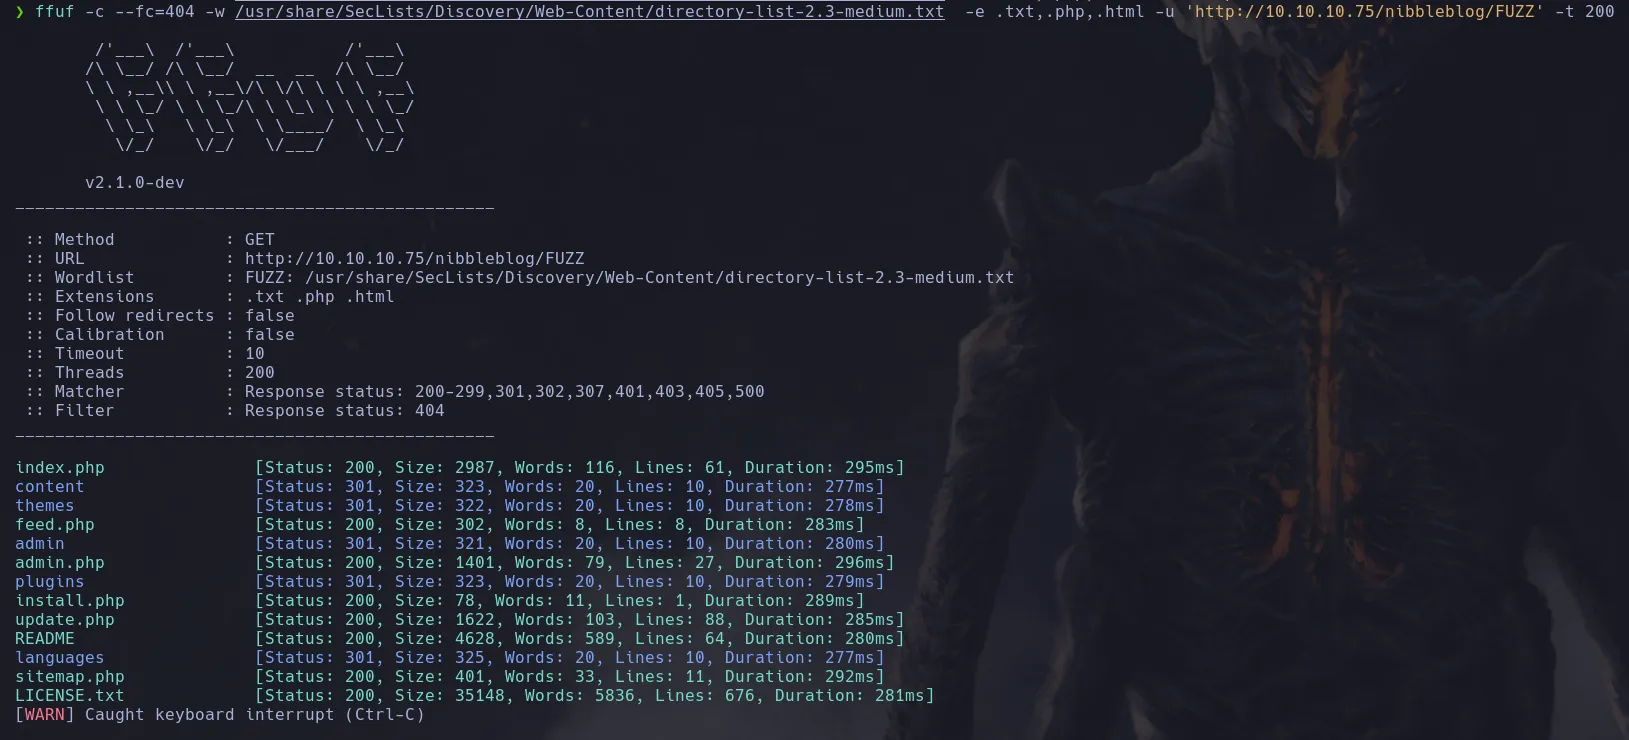 ❯ ffuf -c --fc=404 -w /usr/share/SecLists/Discovery/Web-Content/directory-list-2.3-medium.txt  -e .txt,.php,.html -u 'http://10.10.10.75/nibbleblog/FUZZ' -t 200
        /'___\  /'___\           /'___\
       /\ \__/ /\ \__/  __  __  /\ \__/
       \ \ ,__\\ \ ,__\/\ \/\ \ \ \ ,__\
        \ \ \_/ \ \ \_/\ \ \_\ \ \ \ \_/
         \ \_\   \ \_\  \ \____/  \ \_\
          \/_/    \/_/   \/___/    \/_/
       v2.1.0-dev
________________________________________________
 :: Method           : GET
 :: URL              : http://10.10.10.75/nibbleblog/FUZZ
 :: Wordlist         : FUZZ: /usr/share/SecLists/Discovery/Web-Content/directory-list-2.3-medium.txt
 :: Extensions       : .txt .php .html
 :: Follow redirects : false
 :: Calibration      : false
 :: Timeout          : 10
 :: Threads          : 200
 :: Matcher          : Response status: 200-299,301,302,307,401,403,405,500
 :: Filter           : Response status: 404
________________________________________________
index.php               [Status: 200, Size: 2987, Words: 116, Lines: 61, Duration: 295ms]
content                 [Status: 301, Size: 323, Words: 20, Lines: 10, Duration: 277ms]
themes                  [Status: 301, Size: 322, Words: 20, Lines: 10, Duration: 278ms]
feed.php                [Status: 200, Size: 302, Words: 8, Lines: 8, Duration: 283ms]
admin                   [Status: 301, Size: 321, Words: 20, Lines: 10, Duration: 280ms]
admin.php               [Status: 200, Size: 1401, Words: 79, Lines: 27, Duration: 296ms]
plugins                 [Status: 301, Size: 323, Words: 20, Lines: 10, Duration: 279ms]
install.php             [Status: 200, Size: 78, Words: 11, Lines: 1, Duration: 289ms]
update.php              [Status: 200, Size: 1622, Words: 103, Lines: 88, Duration: 285ms]
README                  [Status: 200, Size: 4628, Words: 589, Lines: 64, Duration: 280ms]
languages               [Status: 301, Size: 325, Words: 20, Lines: 10, Duration: 277ms]
sitemap.php             [Status: 200, Size: 401, Words: 33, Lines: 11, Duration: 292ms]
LICENSE.txt             [Status: 200, Size: 35148, Words: 5836, Lines: 676, Duration: 281ms]
[WARN] Caught keyboard interrupt (Ctrl-C)